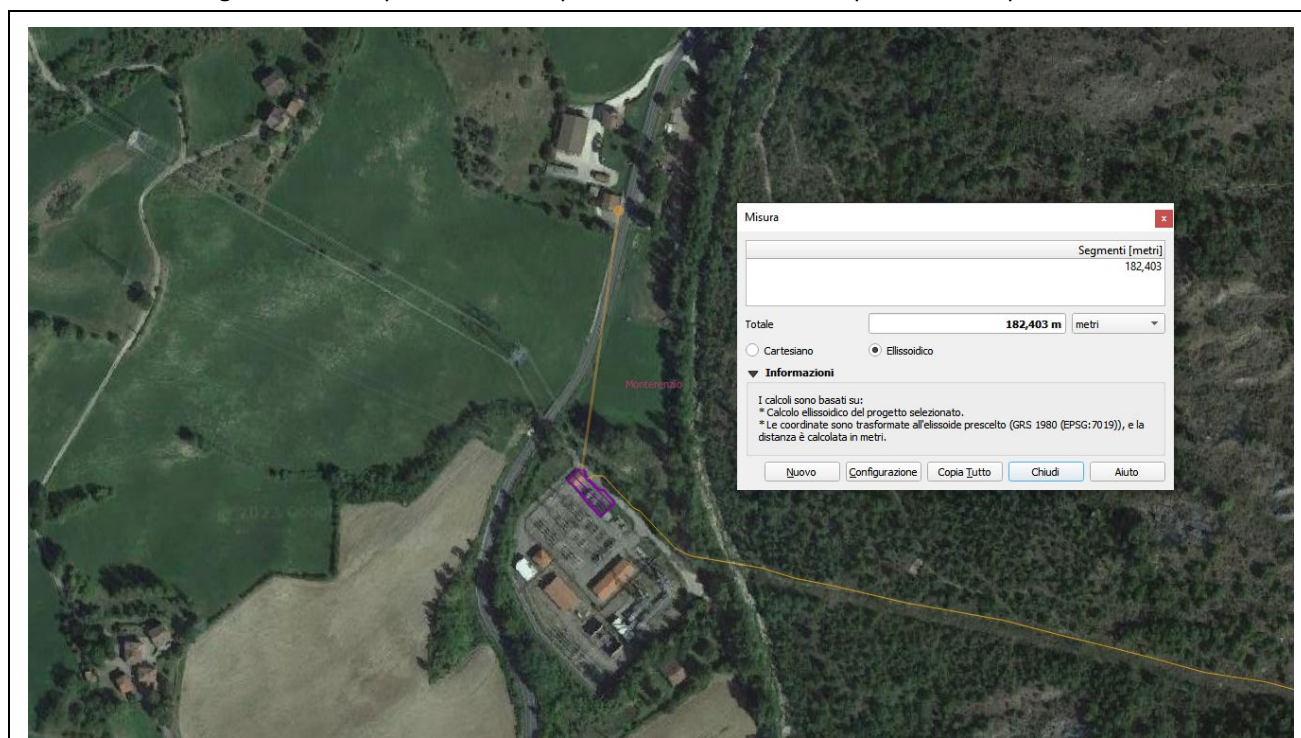 Misura
x
Segmenti [metri]
182,403
Totale
182,403 m
metri
Cartesiano
Ellissoidico
Informazioni
I calcoli sono basati su:
* Calcolo ellissoidico del progetto selezionato.
* Le coordinate sono trasformate all'elissoide prescelto (GRS 1980 (EPSG:7019)), e la
distanza è calcolata in metri.
Nuovo
Configurazione
Copia Tutto
Chiudi
Aiuto
Monterenzio